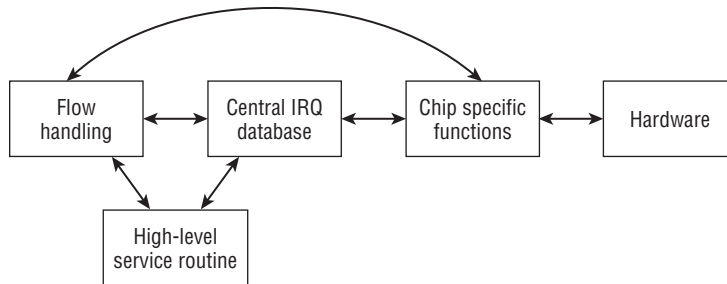 Flow
handling
Central IRQ
database
Chip specific
functions
Hardware
High-level
service routine